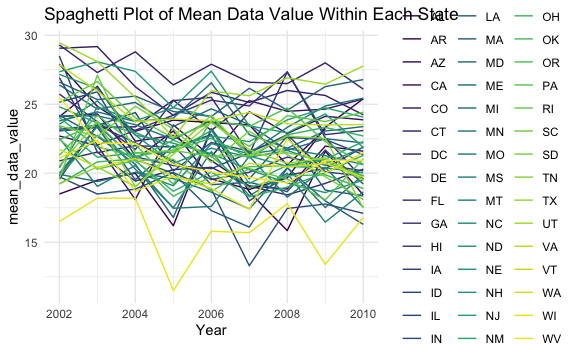 Spaghetti Plot of Mean Data Value Within Each State
mean_data_value
30
25
20
15
2002
2004
2006
2008
2010
Year
AL
AR
AZ
CA
CO
CT
DC
DE
FL
GA
HI
IA
ID
IL
IN
LA
MA
MD
ME
MI
MN
MO
MS
MT
NC
ND
NE
NH
NJ
NM
OH
OK
OR
PA
RI
SC
SD
TN
TX
UT
VA
VT
WA
WI
WV